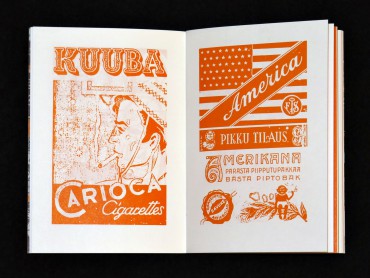 KUUBA
CARIOCA
Cigarettes
America
PIKKU TILAUS
AMERIKANA
PARASTA PIIPPUTUPAKKAA
BÄSTA PIPTOBAK